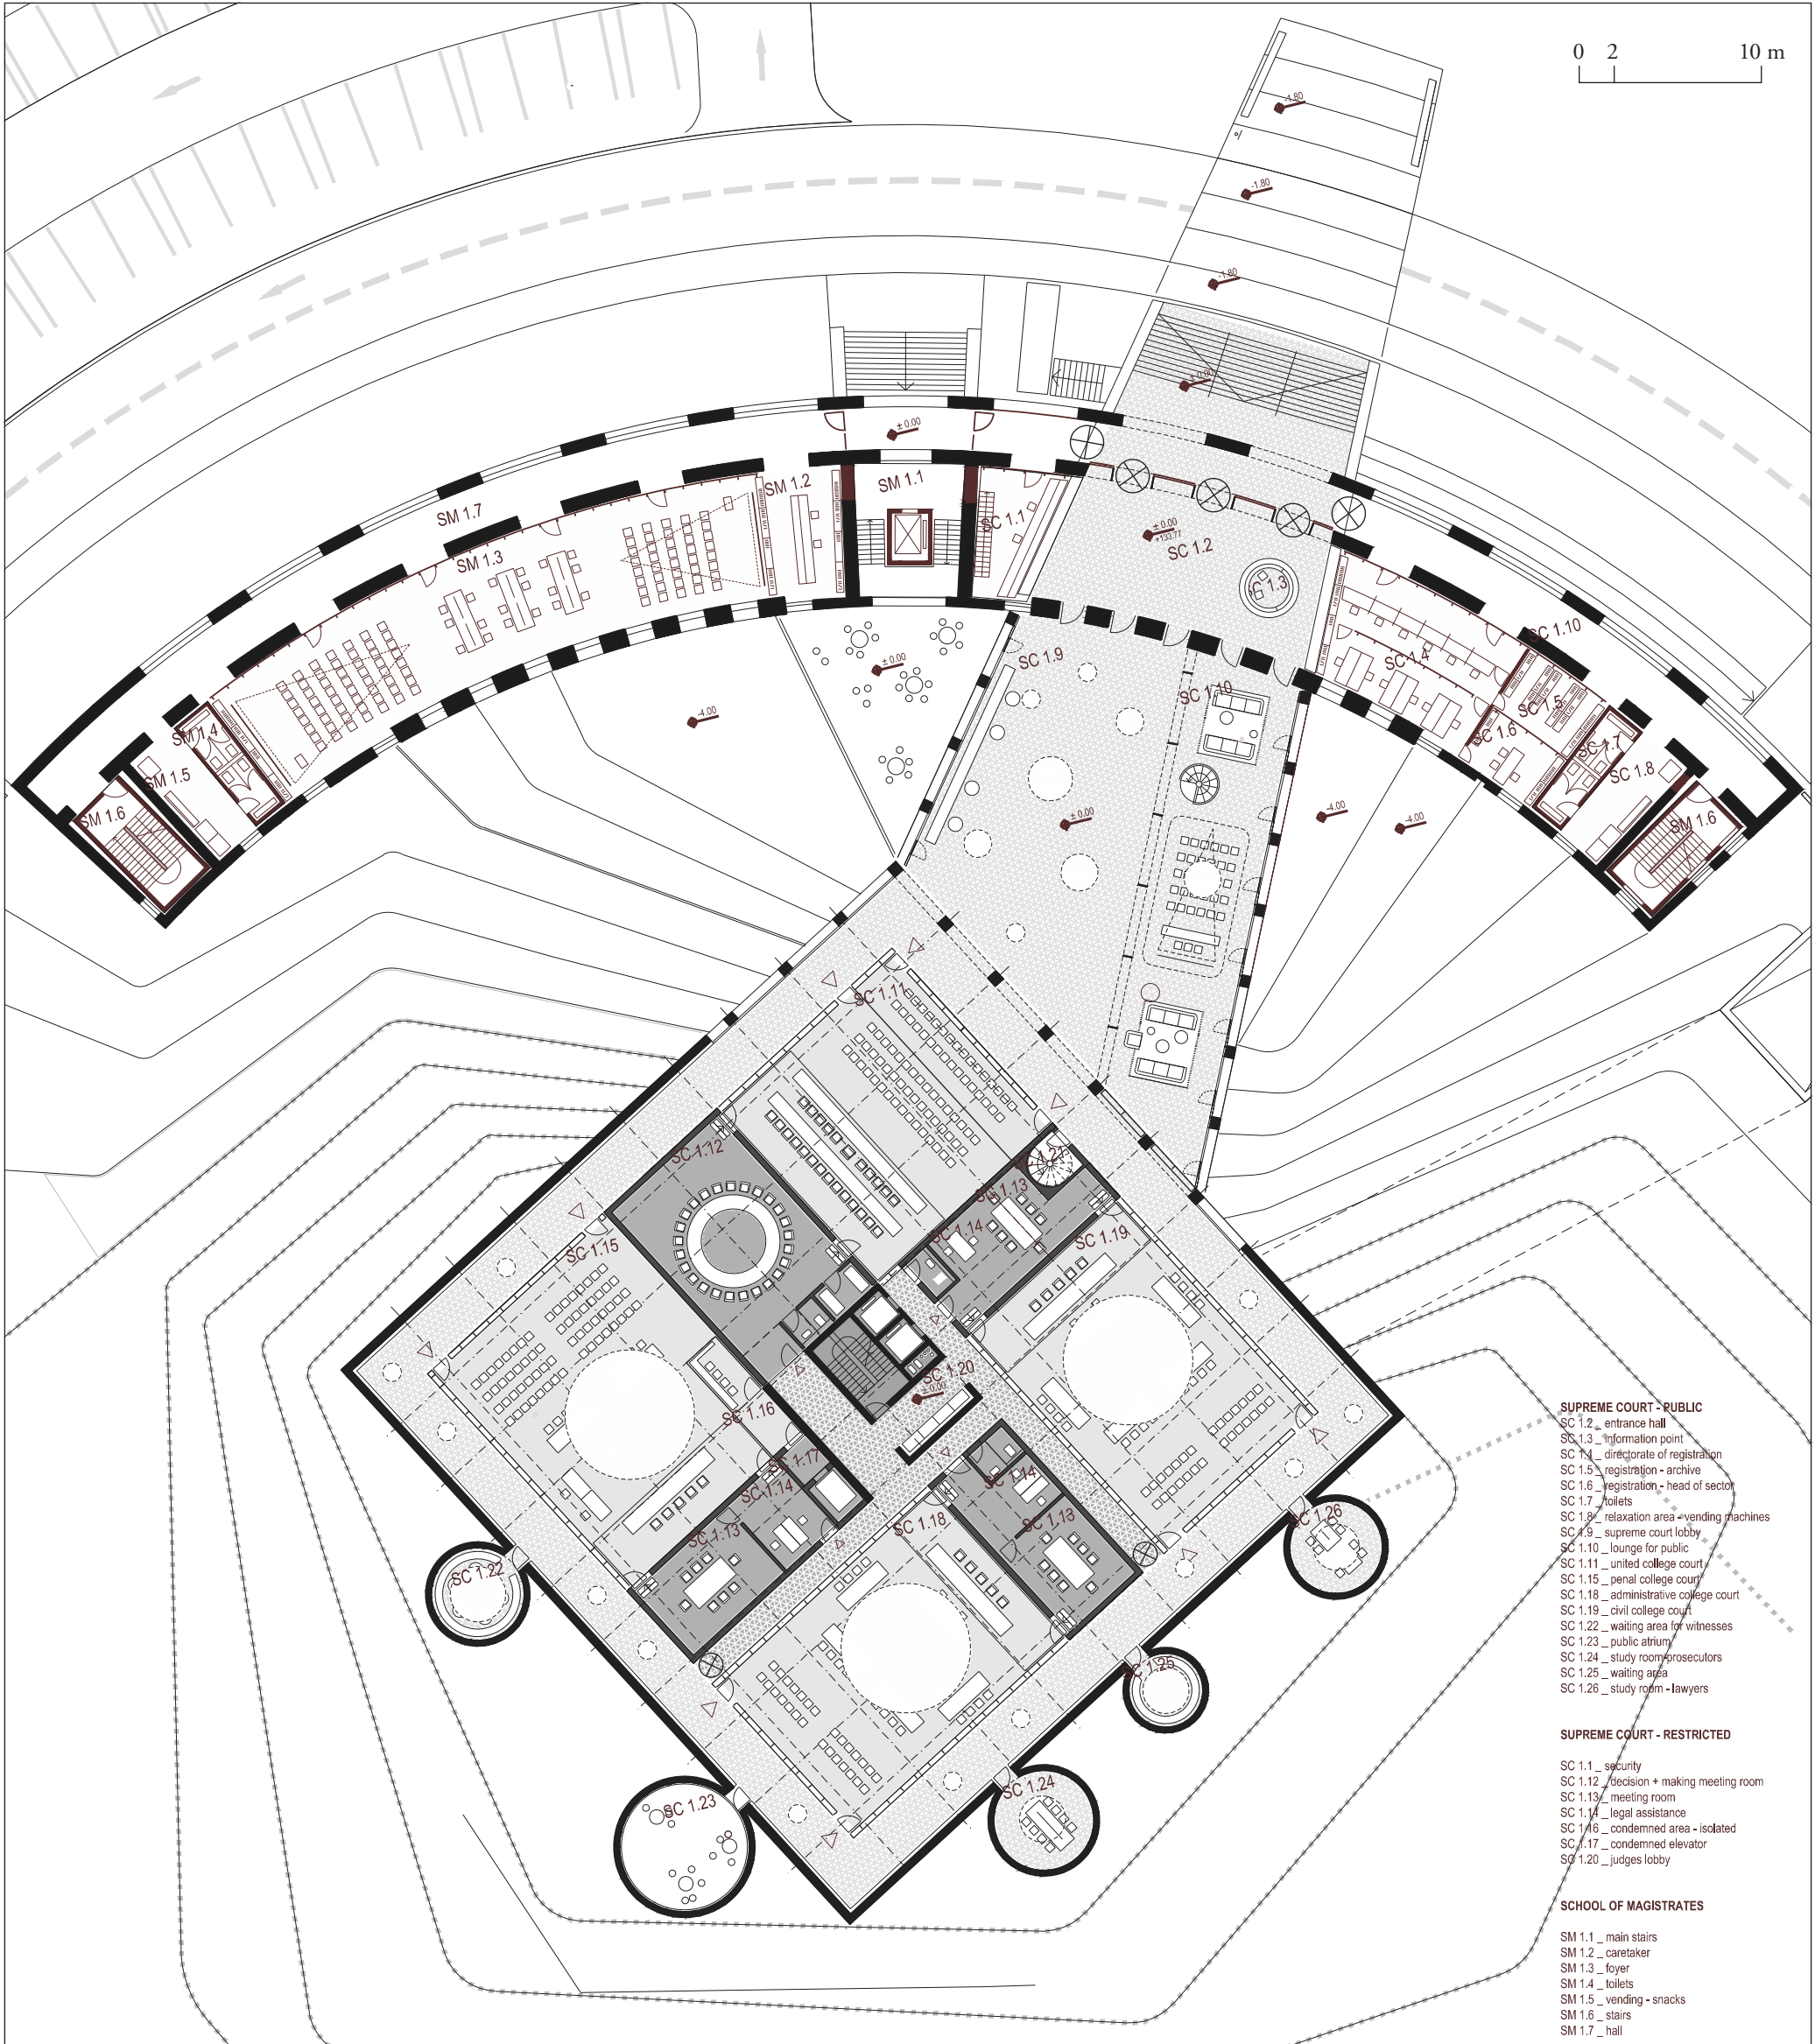 0 2 10 m
-1.80
-1.80
-1.80
± 0.00
± 0.00
SM 1.1
SM 1.2
SM 1.7
SM 1.3
SC 1.1
± 0.00
+133.77
SC 1.2
SC 1.3
SC 1.10
SC 1.4
SC 1.5
SC 1.6
SC 1.7
SC 1.8
SM 1.6
SM 1.4
SM 1.5
SM 1.6
± 0.00
-4.00
SC 1.9
SC 1.10
± 0.00
-4.00
-4.00
SC 1.11
SC 1.12
SC 1.21
SC 1.13
SC 1.14
SC 1.19
SC 1.15
SC 1.20
± 0.00
SC 1.16
SC 1.17
SC 1.14
SC 1.13
SC 1.14
SC 1.13
SC 1.18
SC 1.26
SC 1.22
SC 1.25
SC 1.24
SC 1.23
SUPREME COURT - PUBLIC
SC 1.2 _ entrance hall
SC 1.3 _ information point
SC 1.4 _ directorate of registration
SC 1.5 _ registration - archive
SC 1.6 _ registration - head of sector
SC 1.7 _ toilets
SC 1.8 _ relaxation area - vending machines
SC 1.9 _ supreme court lobby
SC 1.10 _ lounge for public
SC 1.11 _ united college court
SC 1.15 _ penal college court
SC 1.18 _ administrative college court
SC 1.19 _ civil college court
SC 1.22 _ waiting area for witnesses
SC 1.23 _ public atrium
SC 1.24 _ study room-prosecutors
SC 1.25 _ waiting area
SC 1.26 _ study room - lawyers
SUPREME COURT - RESTRICTED
SC 1.1 _ security
SC 1.12 _ decision + making meeting room
SC 1.13 _ meeting room
SC 1.14 _ legal assistance
SC 1.16 _ condemned area - isolated
SC 1.17 _ condemned elevator
SC 1.20 _ judges lobby
SCHOOL OF MAGISTRATES
SM 1.1 _ main stairs
SM 1.2 _ caretaker
SM 1.3 _ foyer
SM 1.4 _ toilets
SM 1.5 _ vending - snacks
SM 1.6 _ stairs
SM 1.7 _ hall